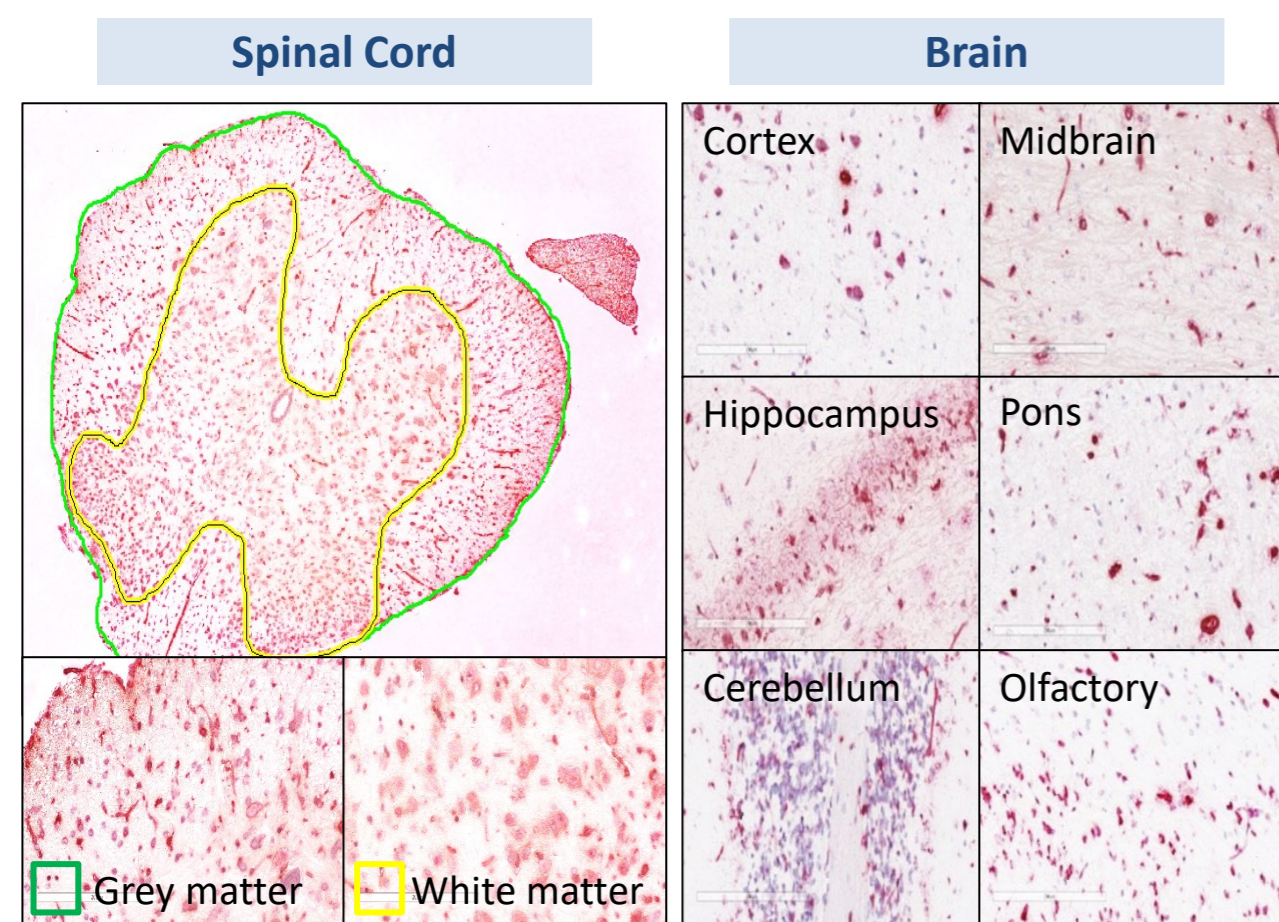 Spinal Cord
Brain
Cortex
Midbrain
Hippocampus
Pons
Cerebellum
Olfactory
Grey matter
White matter